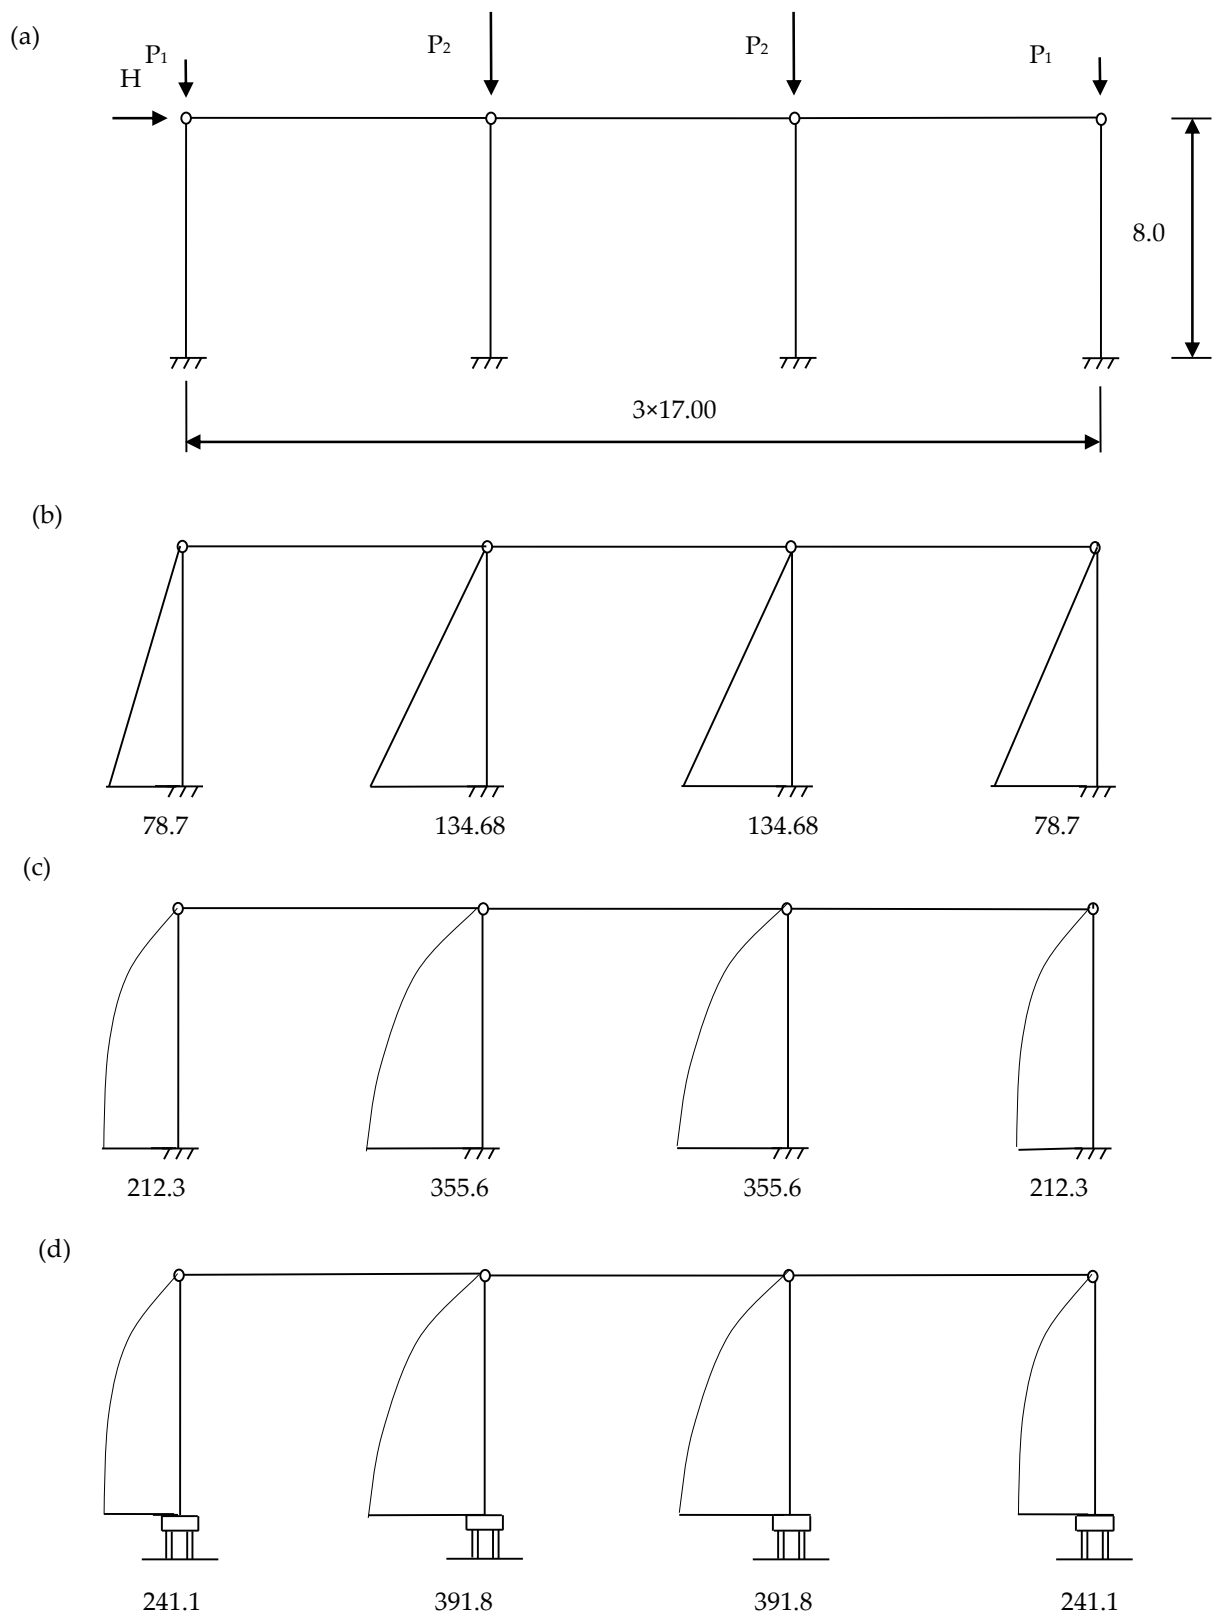 (a)
P₁ P₂ P₂ P₁
H
8.0
3×17.00
(b)
78.7 134.68 134.68 78.7
(c)
212.3 355.6 355.6 212.3
(d)
241.1 391.8 391.8 241.1